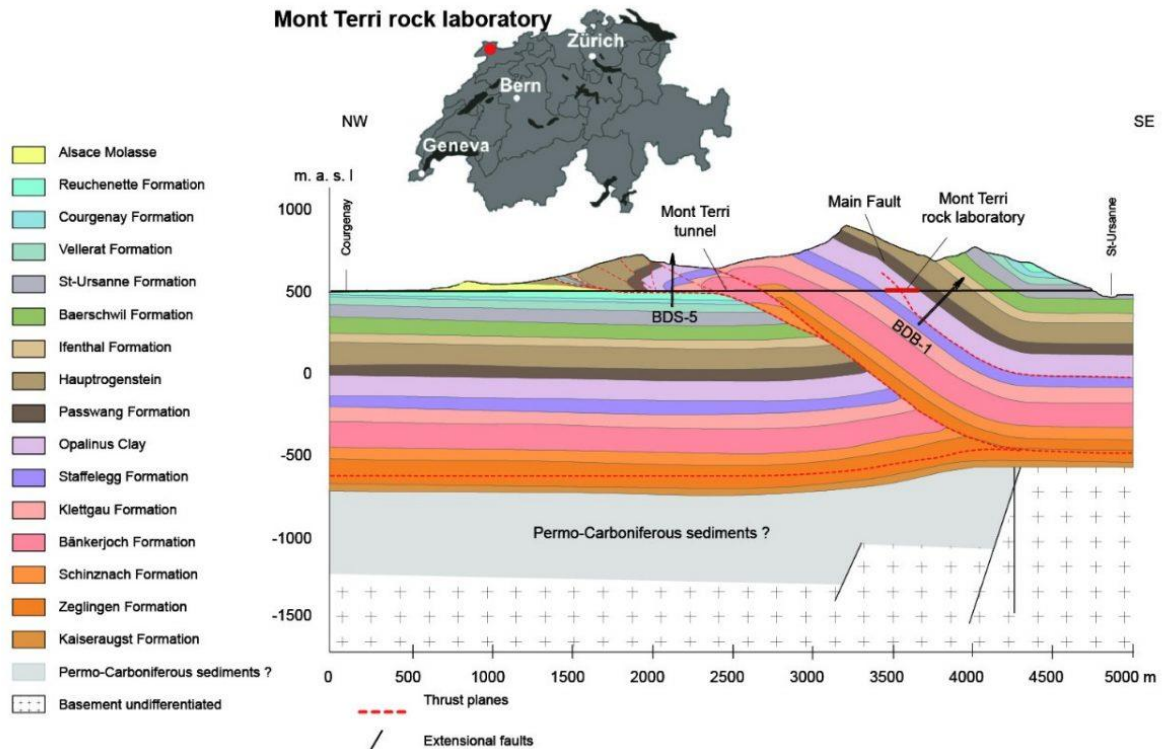 Mont Terri rock laboratory
Zürich
Bern
Geneva
NW
SE
Alsace Molasse
Reuchenette Formation
Courgenay Formation
Vellerat Formation
St-Ursanne Formation
Baerschwil Formation
Ifenthal Formation
Hauptrogenstein
Passwang Formation
Opalinus Clay
Staffelegg Formation
Klettgau Formation
Bänkerjoch Formation
Schinznach Formation
Zeglingen Formation
Kaiseraugst Formation
Permo-Carboniferous sediments ?
Basement undifferentiated
m. a. s. l
1000
500
0
-500
-1000
-1500
Courgenay
Mont Terri
tunnel
Main Fault
Mont Terri
rock laboratory
St-Ursanne
BDS-5
BDB-1
Permo-Carboniferous sediments ?
0
500
1000
1500
2000
2500
3000
3500
4000
4500
5000 m
Thrust planes
Extensional faults